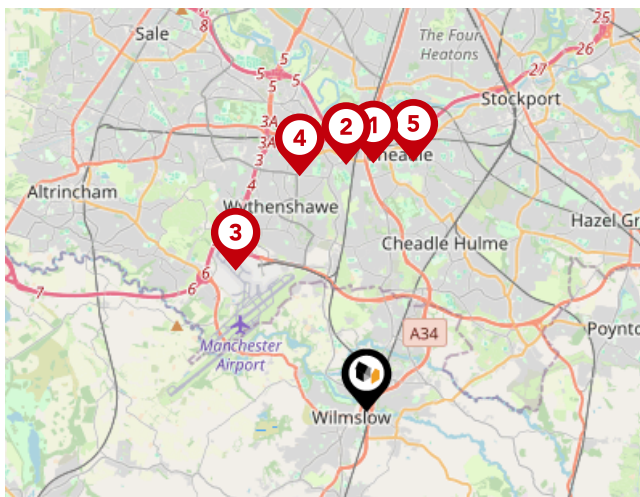 Sale
8
5
5
5
5
The Four
Heatons
25
26
27
Stockport
3A
3A
3
4
4
2
1
5
Altrincham
Wythenshawe
Cheadle Hulme
Hazel Gr
3
6
6
7
Manchester
Airport
A34
Poynto
Wilmslow